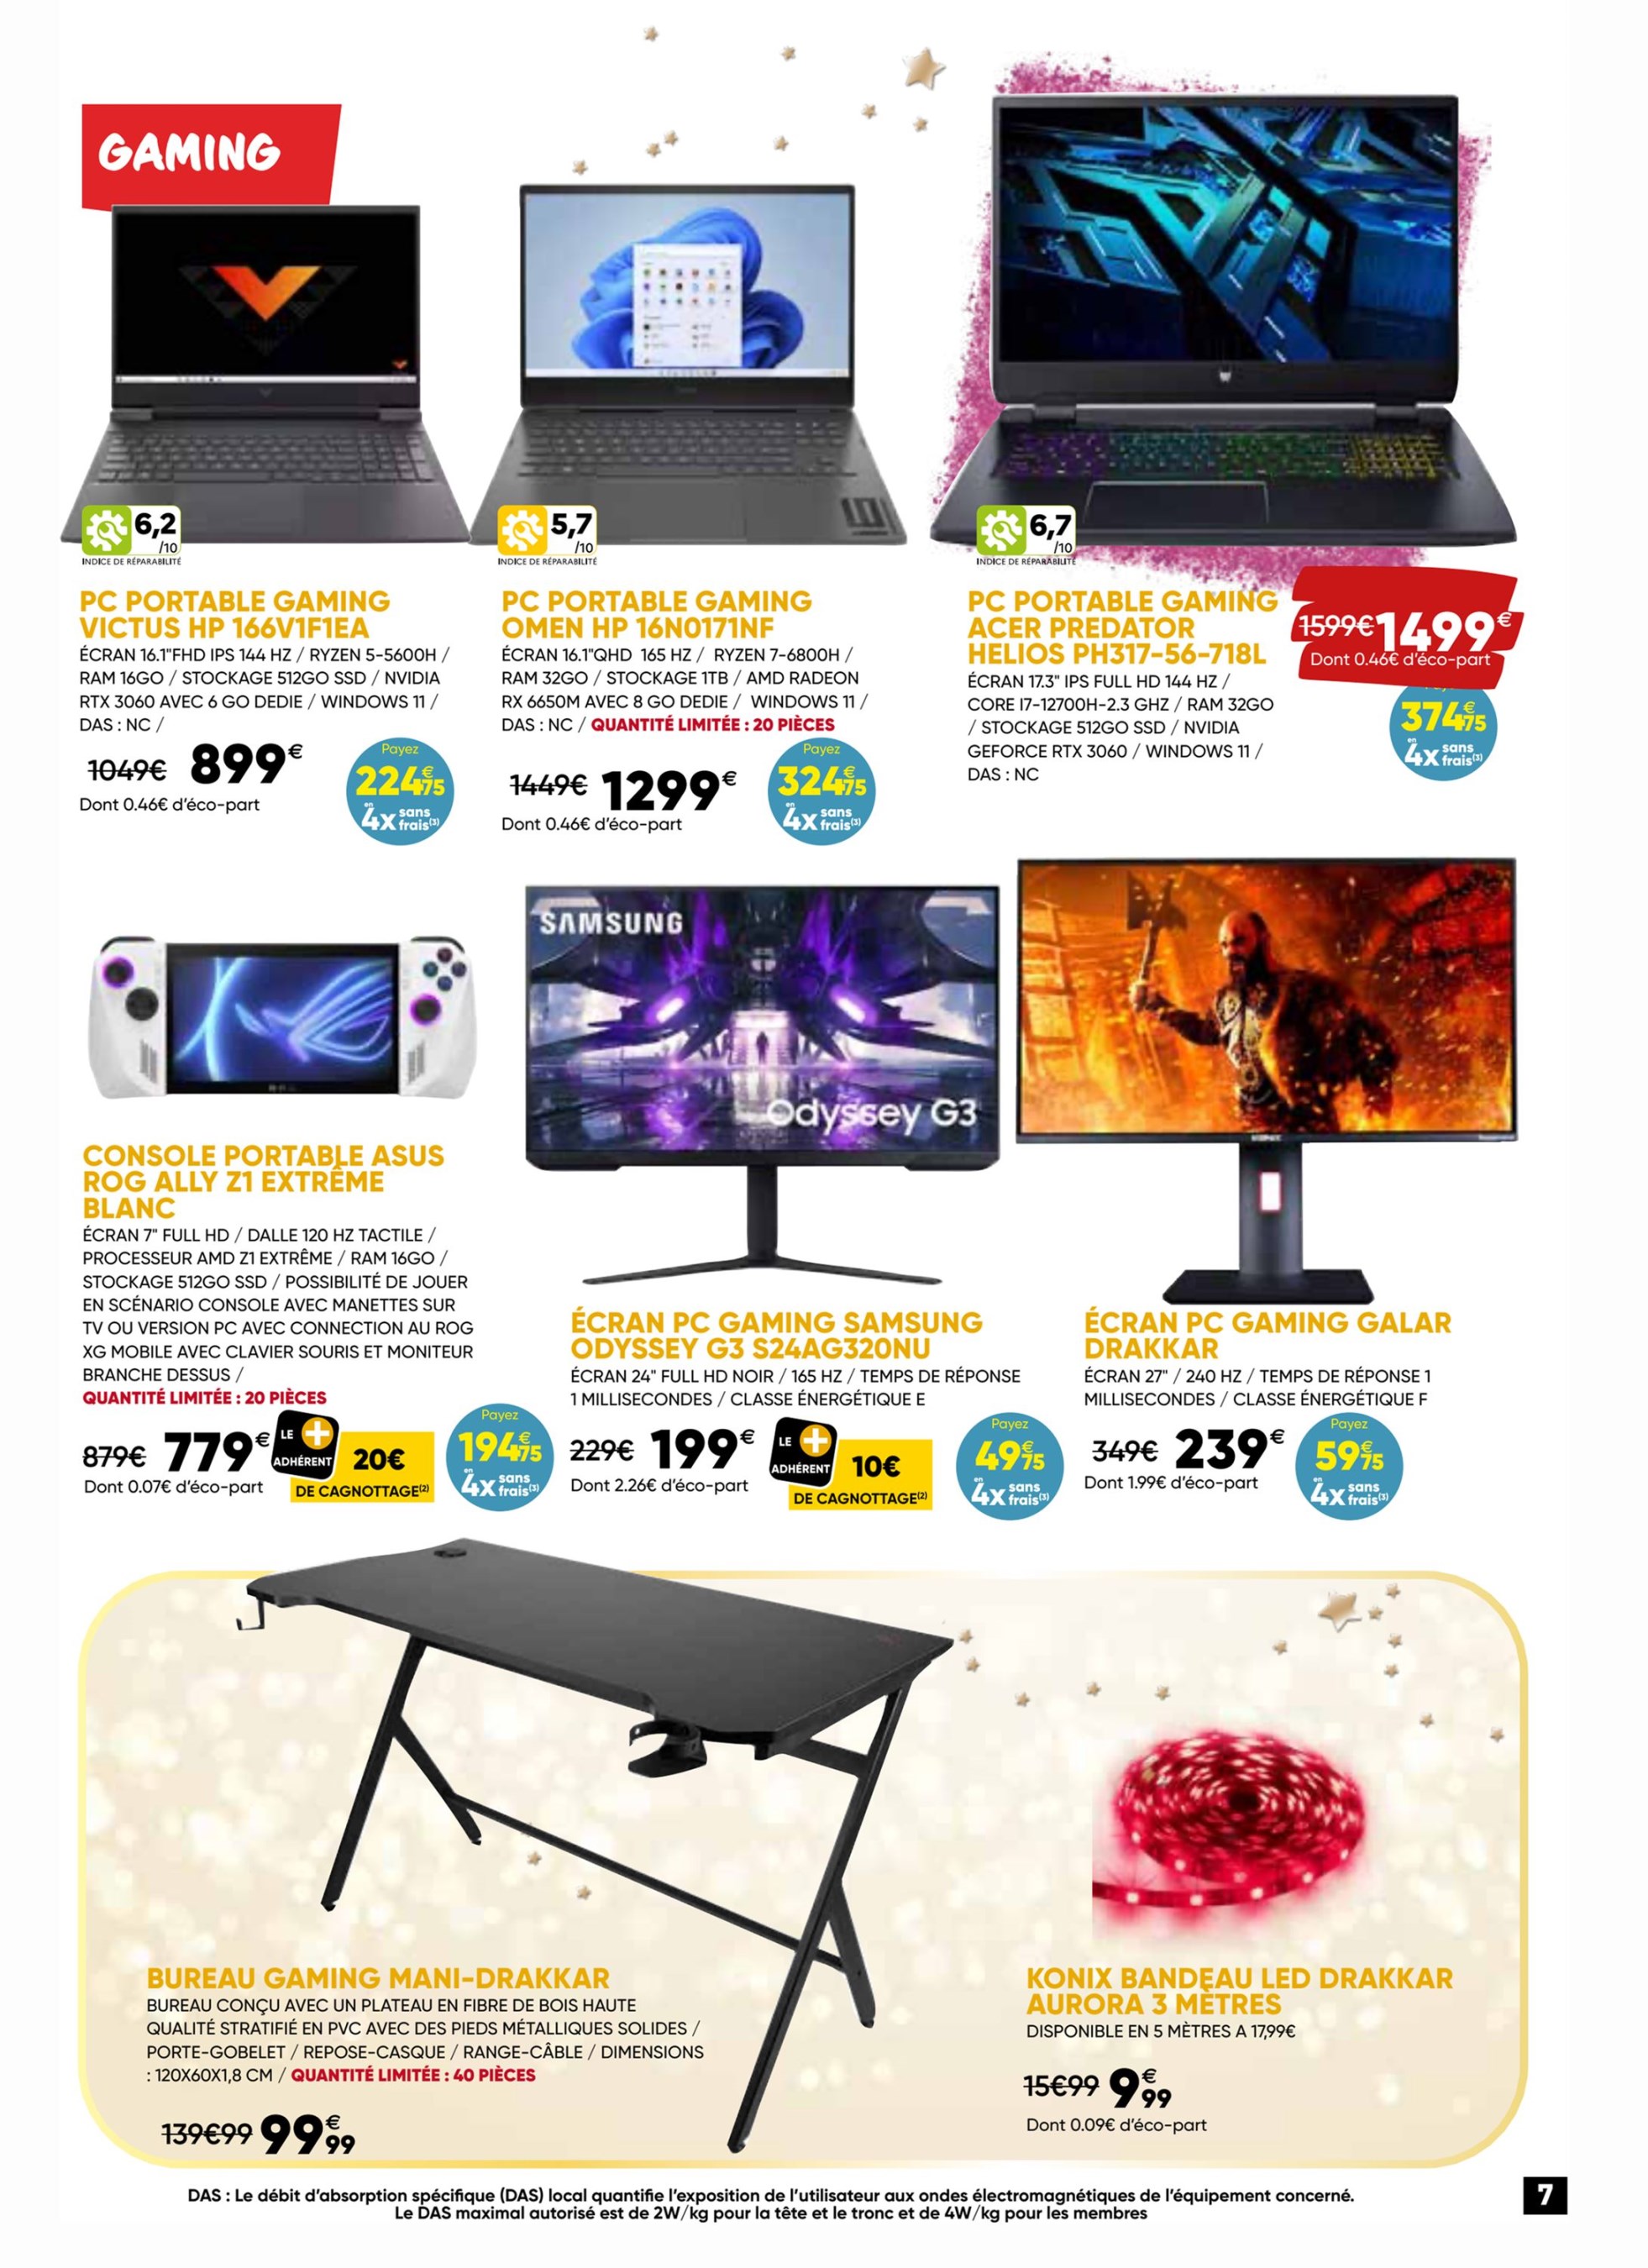 GAMING
6,2
/10
INDICE DE RÉPARABILITÉ
PC PORTABLE GAMING
VICTUS HP 166V1F1EA
ÉCRAN 16.1"FHD IPS 144 HZ / RYZEN 5-5600H /
RAM 16GO / STOCKAGE 512GO SSD / NVIDIA
RTX 3060 AVEC 6 GO DEDIE / WINDOWS 11 /
DAS : NC /
1049€ 899€
Dont 0.46€ d'éco-part
Payez
224€75
en 4x sans frais(3)
5,7
/10
INDICE DE RÉPARABILITÉ
PC PORTABLE GAMING
OMEN HP 16N0171NF
ÉCRAN 16.1"QHD 165 HZ / RYZEN 7-6800H /
RAM 32GO / STOCKAGE 1TB / AMD RADEON
RX 6650M AVEC 8 GO DEDIE / WINDOWS 11 /
DAS : NC / QUANTITÉ LIMITÉE : 20 PIÈCES
1449€ 1299€
Dont 0.46€ d'éco-part
Payez
324€75
en 4x sans frais(3)
6,7
/10
INDICE DE RÉPARABILITÉ
PC PORTABLE GAMING
ACER PREDATOR
HELIOS PH317-56-718L
ÉCRAN 17.3" IPS FULL HD 144 HZ /
CORE I7-12700H-2.3 GHZ / RAM 32GO
/ STOCKAGE 512GO SSD / NVIDIA
GEFORCE RTX 3060 / WINDOWS 11 /
DAS : NC
1599€ 1499€
Dont 0.46€ d'éco-part
374€75
en 4x sans frais(3)
CONSOLE PORTABLE ASUS
ROG ALLY Z1 EXTRÊME
BLANC
ÉCRAN 7" FULL HD / DALLE 120 HZ TACTILE /
PROCESSEUR AMD Z1 EXTRÊME / RAM 16GO /
STOCKAGE 512GO SSD / POSSIBILITÉ DE JOUER
EN SCÉNARIO CONSOLE AVEC MANETTES SUR
TV OU VERSION PC AVEC CONNECTION AU ROG
XG MOBILE AVEC CLAVIER SOURIS ET MONITEUR
BRANCHE DESSUS /
QUANTITÉ LIMITÉE : 20 PIÈCES
879€ 779€
Dont 0.07€ d'éco-part
LE +
ADHÉRENT
20€
DE CAGNOTTAGE(2)
Payez
194€75
en 4x sans frais(3)
SAMSUNG
Odyssey G3
ÉCRAN PC GAMING SAMSUNG
ODYSSEY G3 S24AG320NU
ÉCRAN 24" FULL HD NOIR / 165 HZ / TEMPS DE RÉPONSE
1 MILLISECONDES / CLASSE ÉNERGÉTIQUE E
229€ 199€
Dont 2.26€ d'éco-part
LE +
ADHÉRENT
10€
DE CAGNOTTAGE(2)
Payez
49€75
en 4x sans frais(3)
ÉCRAN PC GAMING GALAR
DRAKKAR
ÉCRAN 27" / 240 HZ / TEMPS DE RÉPONSE 1
MILLISECONDES / CLASSE ÉNERGÉTIQUE F
349€ 239€
Dont 1.99€ d'éco-part
Payez
59€75
en 4x sans frais(3)
BUREAU GAMING MANI-DRAKKAR
BUREAU CONÇU AVEC UN PLATEAU EN FIBRE DE BOIS HAUTE
QUALITÉ STRATIFIÉ EN PVC AVEC DES PIEDS MÉTALLIQUES SOLIDES /
PORTE-GOBELET / REPOSE-CASQUE / RANGE-CÂBLE / DIMENSIONS
: 120X60X1,8 CM / QUANTITÉ LIMITÉE : 40 PIÈCES
139€99 99€99
KONIX BANDEAU LED DRAKKAR
AURORA 3 MÈTRES
DISPONIBLE EN 5 MÈTRES A 17,99€
15€99 9€99
Dont 0.09€ d'éco-part
DAS : Le débit d'absorption spécifique (DAS) local quantifie l'exposition de l'utilisateur aux ondes électromagnétiques de l'équipement concerné.
Le DAS maximal autorisé est de 2W/kg pour la tête et le tronc et de 4W/kg pour les membres
7